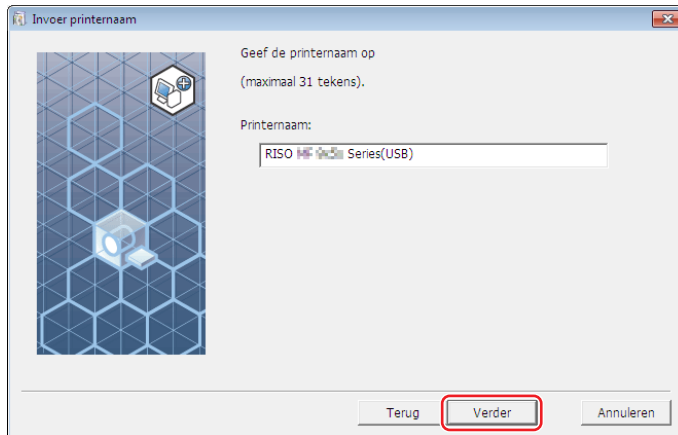 Invoer printernaam
Geef de printernaam op
(maximaal 31 tekens).
Printernaam:
RISO Series(USB)
Terug
Verder
Annuleren